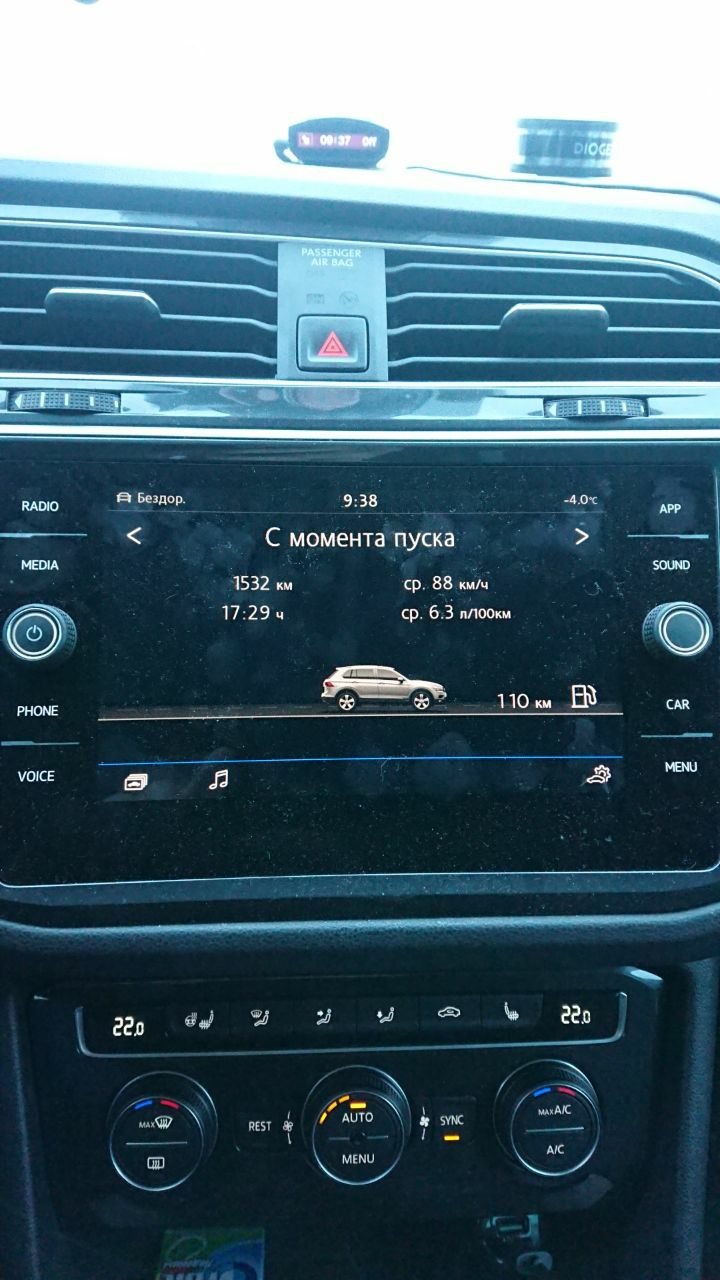 09:37 Off
DIOGE
PASSENGER
AIR BAG
RADIO
Бездор.
9:38
-4.0°C
APP
< С момента пуска >
MEDIA
SOUND
1532 км
ср. 88 км/ч
17:29 ч
ср. 6.3 л/100км
110 км
PHONE
CAR
VOICE
MENU
22.0
22.0
MAX
REST
AUTO
MENU
SYNC
MAX A/C
A/C